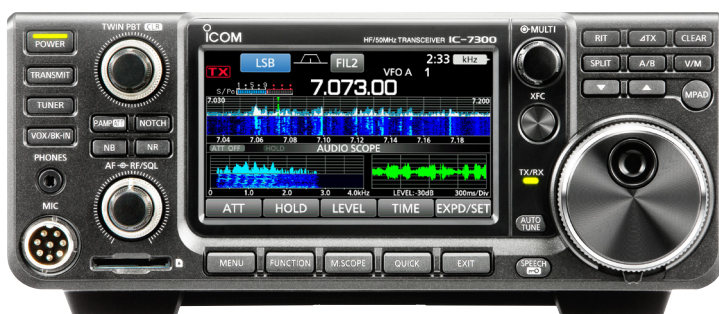 TWIN PBT CLR
POWER
TRANSMIT
TUNER
VOX/BK-IN
P.AMP ATT
NOTCH
NB
NR
PHONES
AF RF/SQL
MIC
ICOM
HF/50MHz TRANSCEIVER IC-7300
LSB
FIL2
2:33
kHz
TX
VFO A 1
S/Po 1 5 9
7.073.00
7.030
7.200
7.04 7.06 7.08 7.10 7.12 7.14 7.16 7.18
ATT OFF
HOLD
AUDIO SCOPE
0 1.0 2.0 3.0 4.0kHz
LEVEL:-30dB
300ms/Div
ATT
HOLD
LEVEL
TIME
EXPD/SET
MENU
FUNCTION
M.SCOPE
QUICK
EXIT
MULTI
XFC
TX/RX
AUTO
TUNE
SPEECH
RIT
⊿TX
CLEAR
SPLIT
A/B
V/M
MPAD